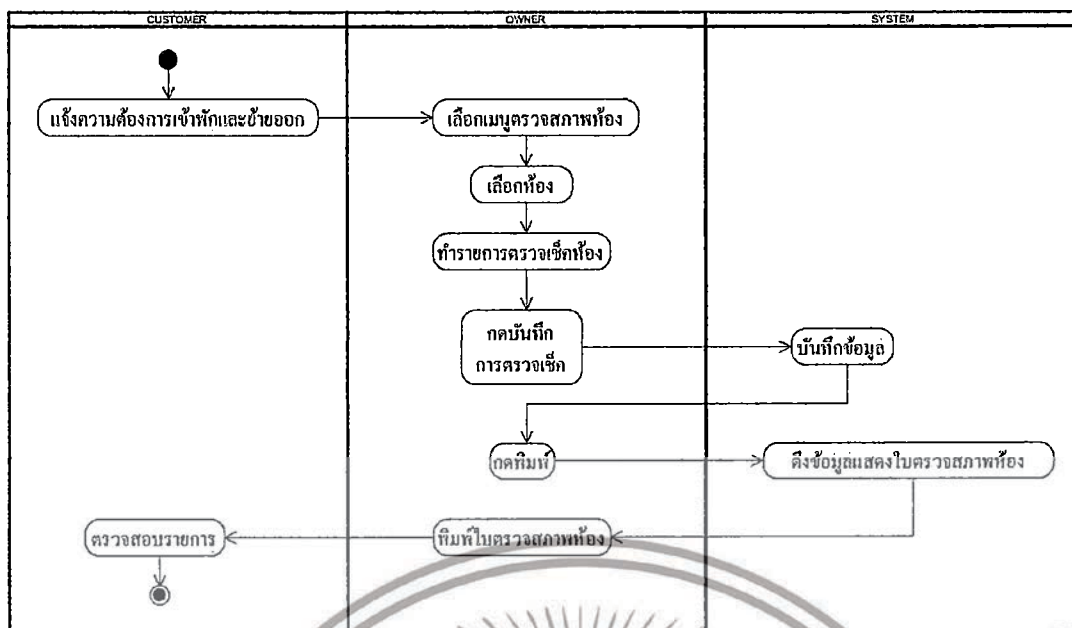 CUSTOMER
OWNER
SYSTEM
แจ้งความต้องการเข้าพักและย้ายออก
เลือกเมนูตรวจสภาพห้อง
เลือกห้อง
ทำรายการตรวจเช็คห้อง
กดบันทึก
การตรวจเช็ค
บันทึกข้อมูล
กดพิมพ์
ดึงข้อมูลแสดงใบตรวจสภาพห้อง
พิมพ์ใบตรวจสภาพห้อง
ตรวจสอบรายการ